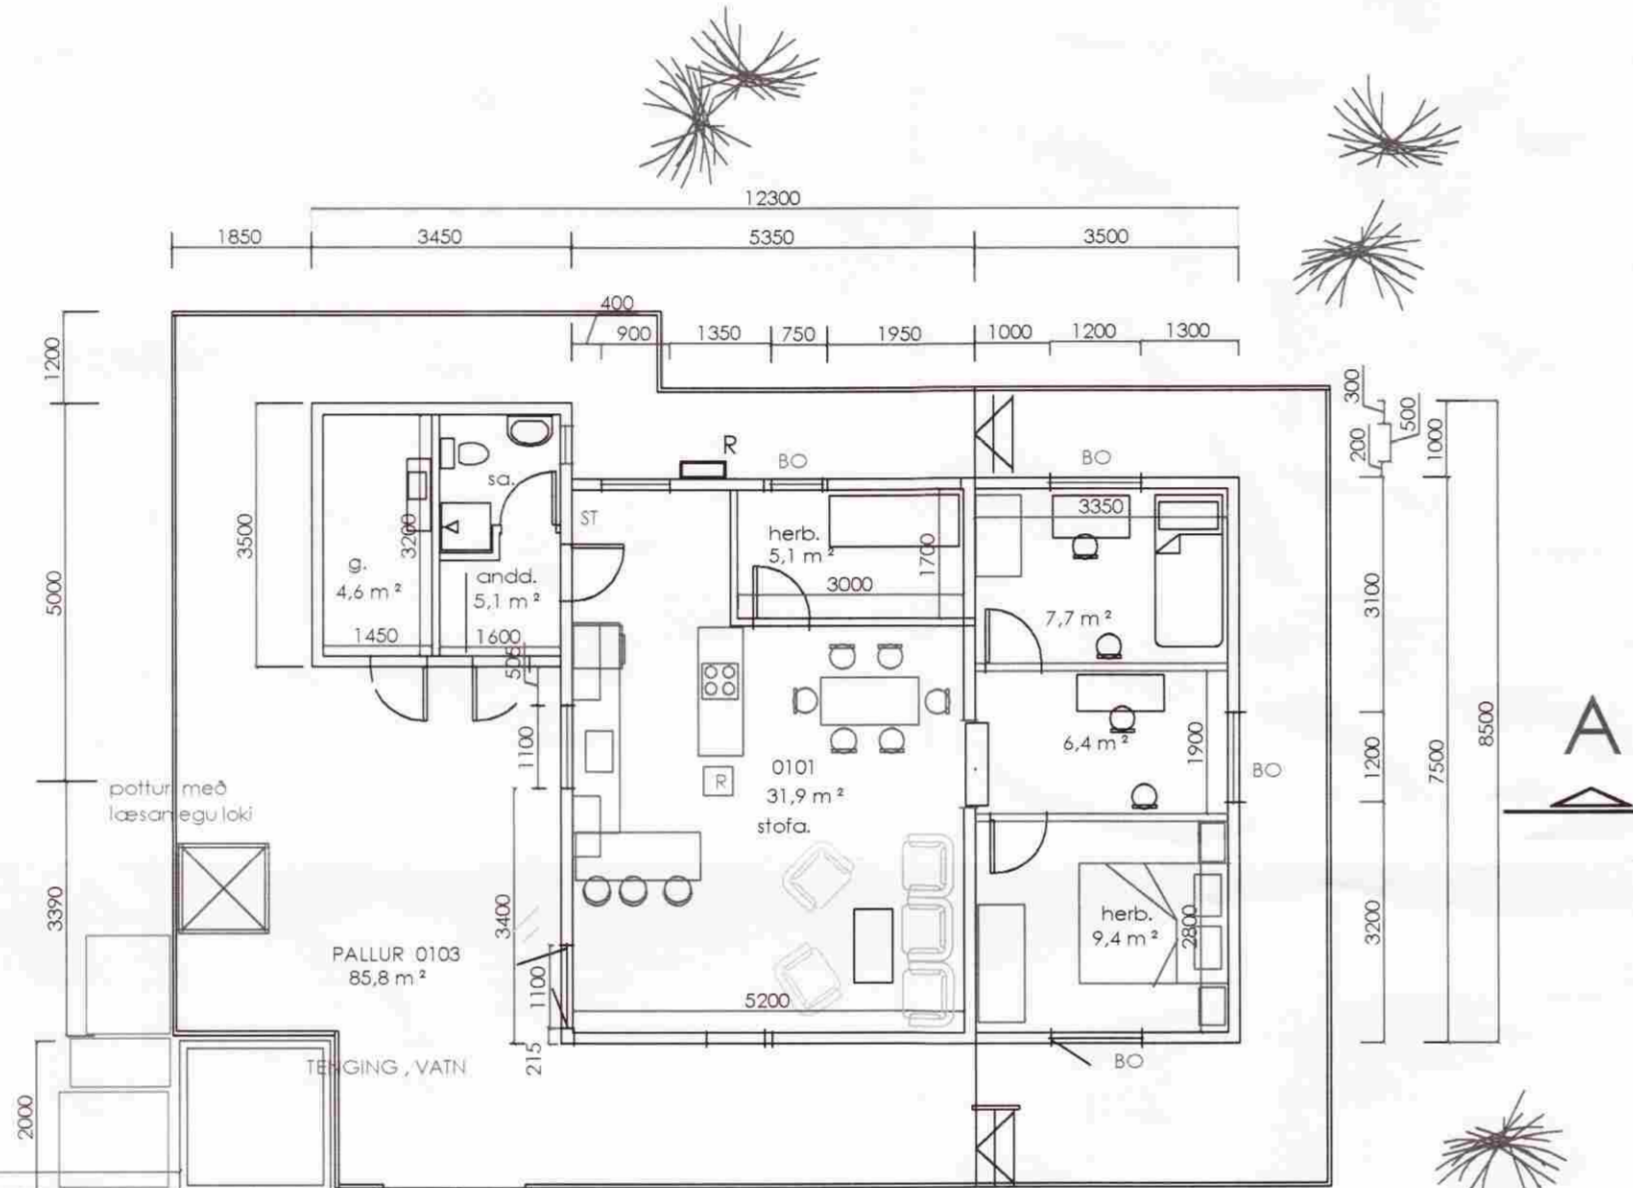 12300
1850
3450
5350
3500
400
900
1350
750
1950
1000
1200
1300
1200
300
500
200
1000
R
BO
BO
sa.
ST
3350
herb.
5,1 m²
1700
3000
3500
3200
g.
4,6 m²
andd.
5,1 m²
7,7 m²
3100
5000
1450
1600
505
1100
6,4 m²
1900
1200
8500
7500
A
BO
R
0101
31,9 m²
stofa.
pottur með
læsanlegu loki
3390
3400
herb.
9,4 m²
2800
3200
PALLUR 0103
85,8 m²
1100
5200
215
TENGING , VATN
BO
2000